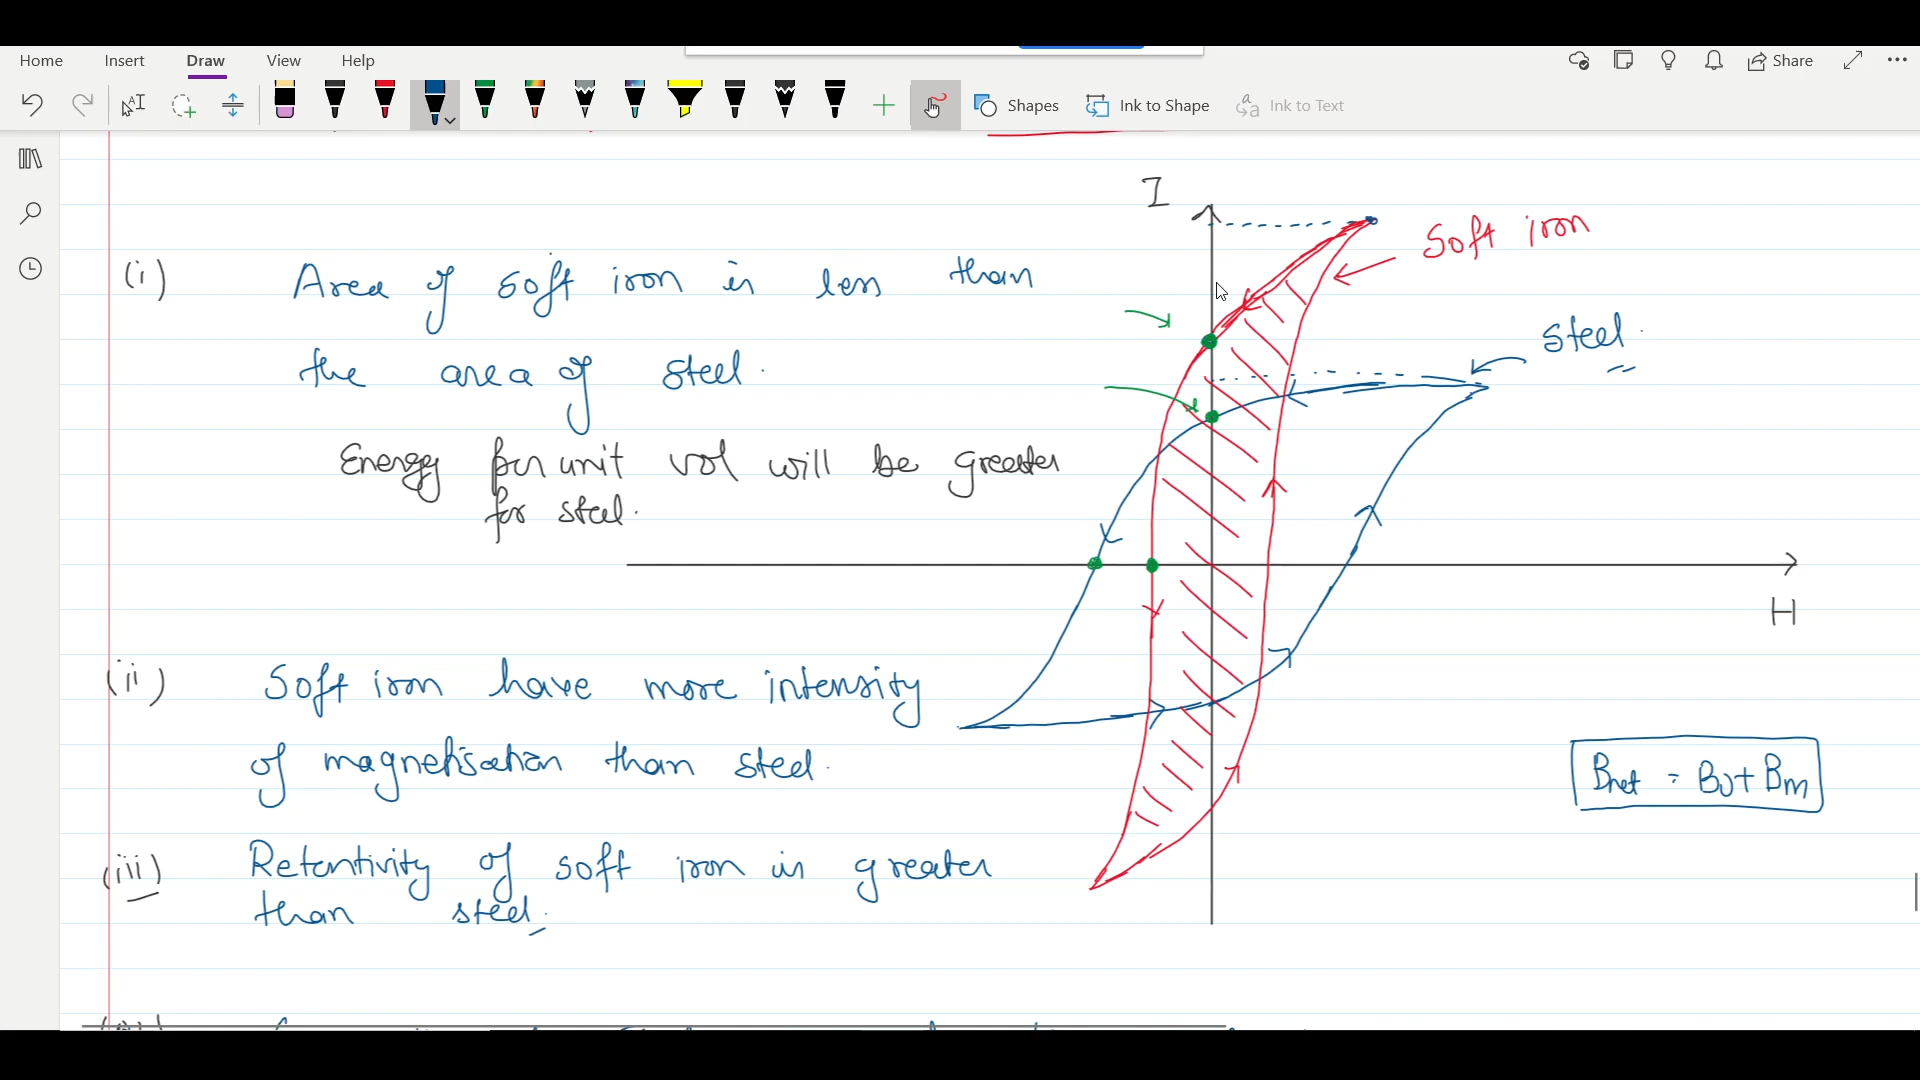 Home Insert Draw View Help
Share
Shapes Ink to Shape Ink to Text
I
Soft iron
(i) Area of soft iron is less than
the area of steel.
Steel.
Energy per unit vol will be greater
for steel.
H
(ii) Soft iron have more intensity
of magnetisation than steel.
Bnet = B0 + Bm
(iii) Retentivity of soft iron is greater
than steel.